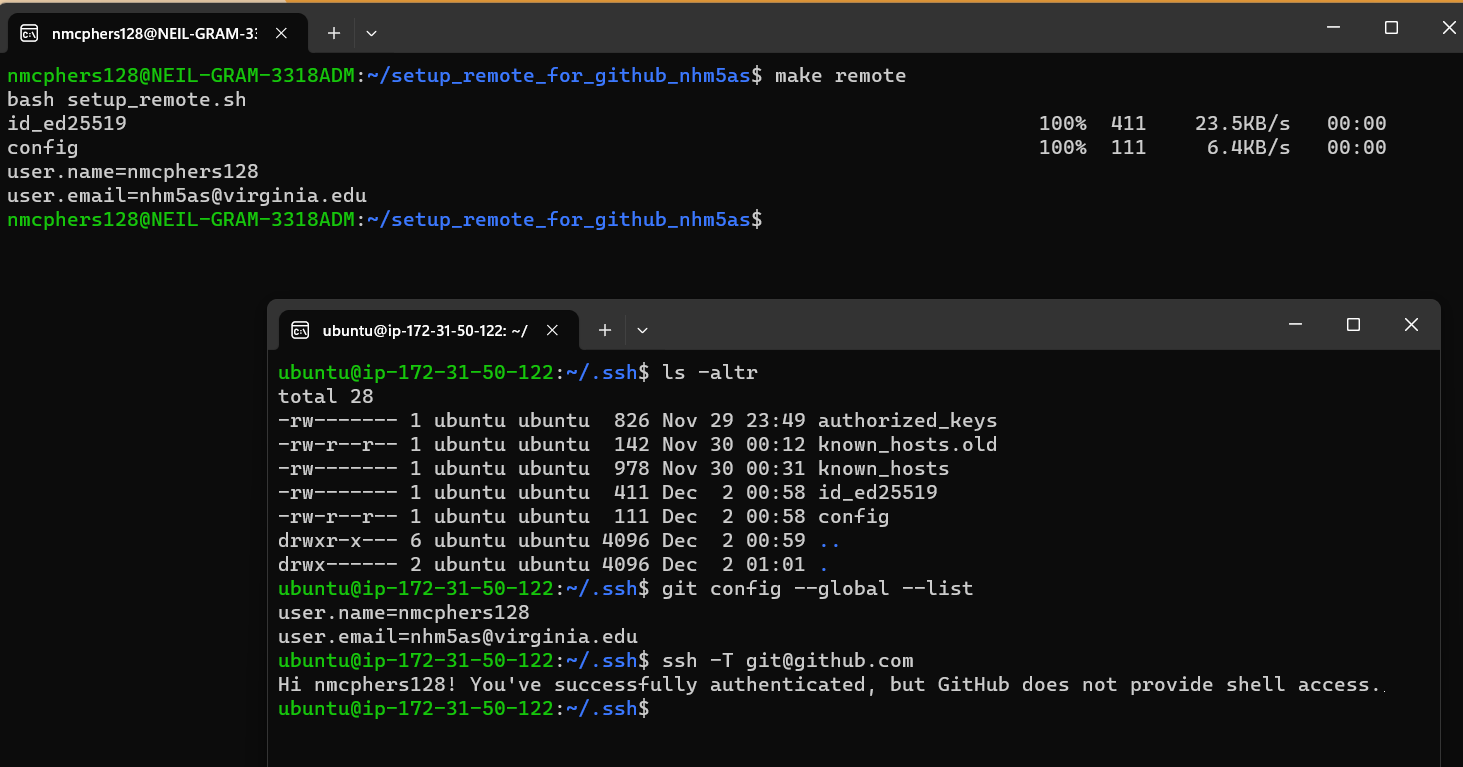 nmcphers128@NEIL-GRAM-33
nmcphers128@NEIL-GRAM-3318ADM:~/setup_remote_for_github_nhm5as$ make remote
bash setup_remote.sh
id_ed25519 100% 411 23.5KB/s 00:00
config 100% 111 6.4KB/s 00:00
user.name=nmcphers128
user.email=nhm5as@virginia.edu
nmcphers128@NEIL-GRAM-3318ADM:~/setup_remote_for_github_nhm5as$
ubuntu@ip-172-31-50-122: ~/
ubuntu@ip-172-31-50-122:~/.ssh$ ls -altr
total 28
-rw------- 1 ubuntu ubuntu 826 Nov 29 23:49 authorized_keys
-rw-r--r-- 1 ubuntu ubuntu 142 Nov 30 00:12 known_hosts.old
-rw------- 1 ubuntu ubuntu 978 Nov 30 00:31 known_hosts
-rw------- 1 ubuntu ubuntu 411 Dec 2 00:58 id_ed25519
-rw-r--r-- 1 ubuntu ubuntu 111 Dec 2 00:58 config
drwxr-x--- 6 ubuntu ubuntu 4096 Dec 2 00:59 ..
drwx------ 2 ubuntu ubuntu 4096 Dec 2 01:01 .
ubuntu@ip-172-31-50-122:~/.ssh$ git config --global --list
user.name=nmcphers128
user.email=nhm5as@virginia.edu
ubuntu@ip-172-31-50-122:~/.ssh$ ssh -T git@github.com
Hi nmcphers128! You've successfully authenticated, but GitHub does not provide shell access.
ubuntu@ip-172-31-50-122:~/.ssh$